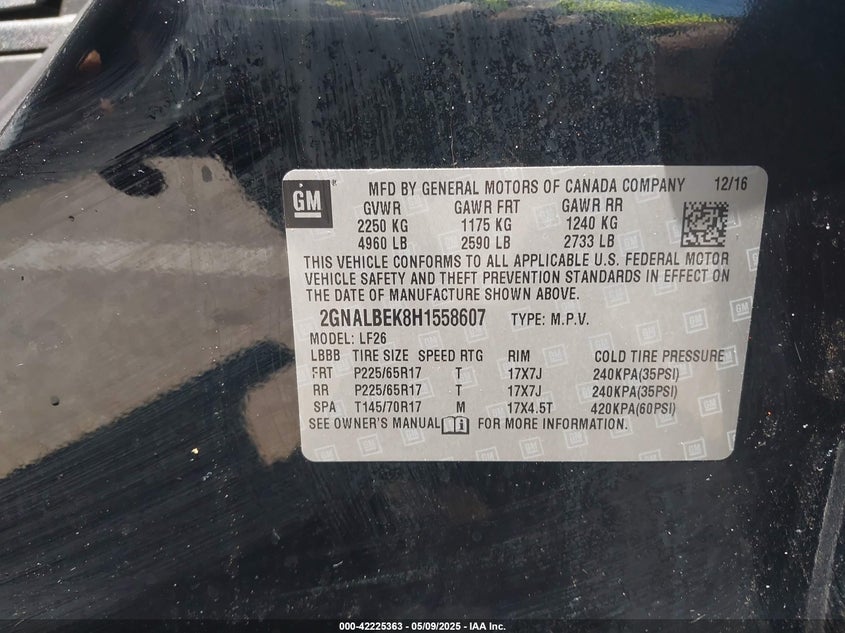 GM ®
MFD BY GENERAL MOTORS OF CANADA COMPANY 12/16
GVWR GAWR FRT GAWR RR
2250 KG 1175 KG 1240 KG
4960 LB 2590 LB 2733 LB
THIS VEHICLE CONFORMS TO ALL APPLICABLE U.S. FEDERAL MOTOR
VEHICLE SAFETY AND THEFT PREVENTION STANDARDS IN EFFECT ON
THE DATE OF MANUFACTURE SHOWN ABOVE.
2GNALBEK8H1558607 TYPE: M.P.V.
MODEL: LF26
LBBB TIRE SIZE SPEED RTG RIM COLD TIRE PRESSURE
FRT P225/65R17 T 17X7J 240KPA(35PSI)
RR P225/65R17 T 17X7J 240KPA(35PSI)
SPA T145/70R17 M 17X4.5T 420KPA(60PSI)
SEE OWNER'S MANUAL FOR MORE INFORMATION.
000-42225363 - 05/09/2025 - IAA Inc.